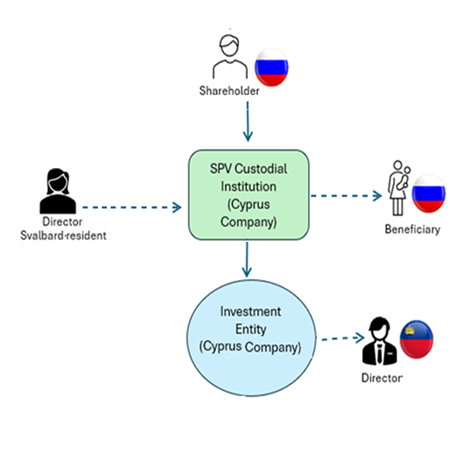 Shareholder
SPV Custodial
Institution
(Cyprus
Company)
Director
Svalbard-resident
Beneficiary
Investment
Entity
(Cyprus Company)
Director